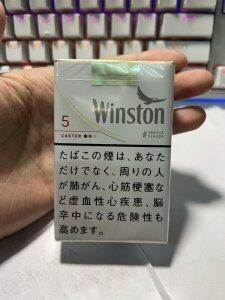 Winston
5
CASTER
VANILLA
FLAVOR
たばこの煙は、あなた
だけでなく、周りの人
が肺がん、心筋梗塞な
ど虚血性心疾患、脳
卒中になる危険性も
高めます。